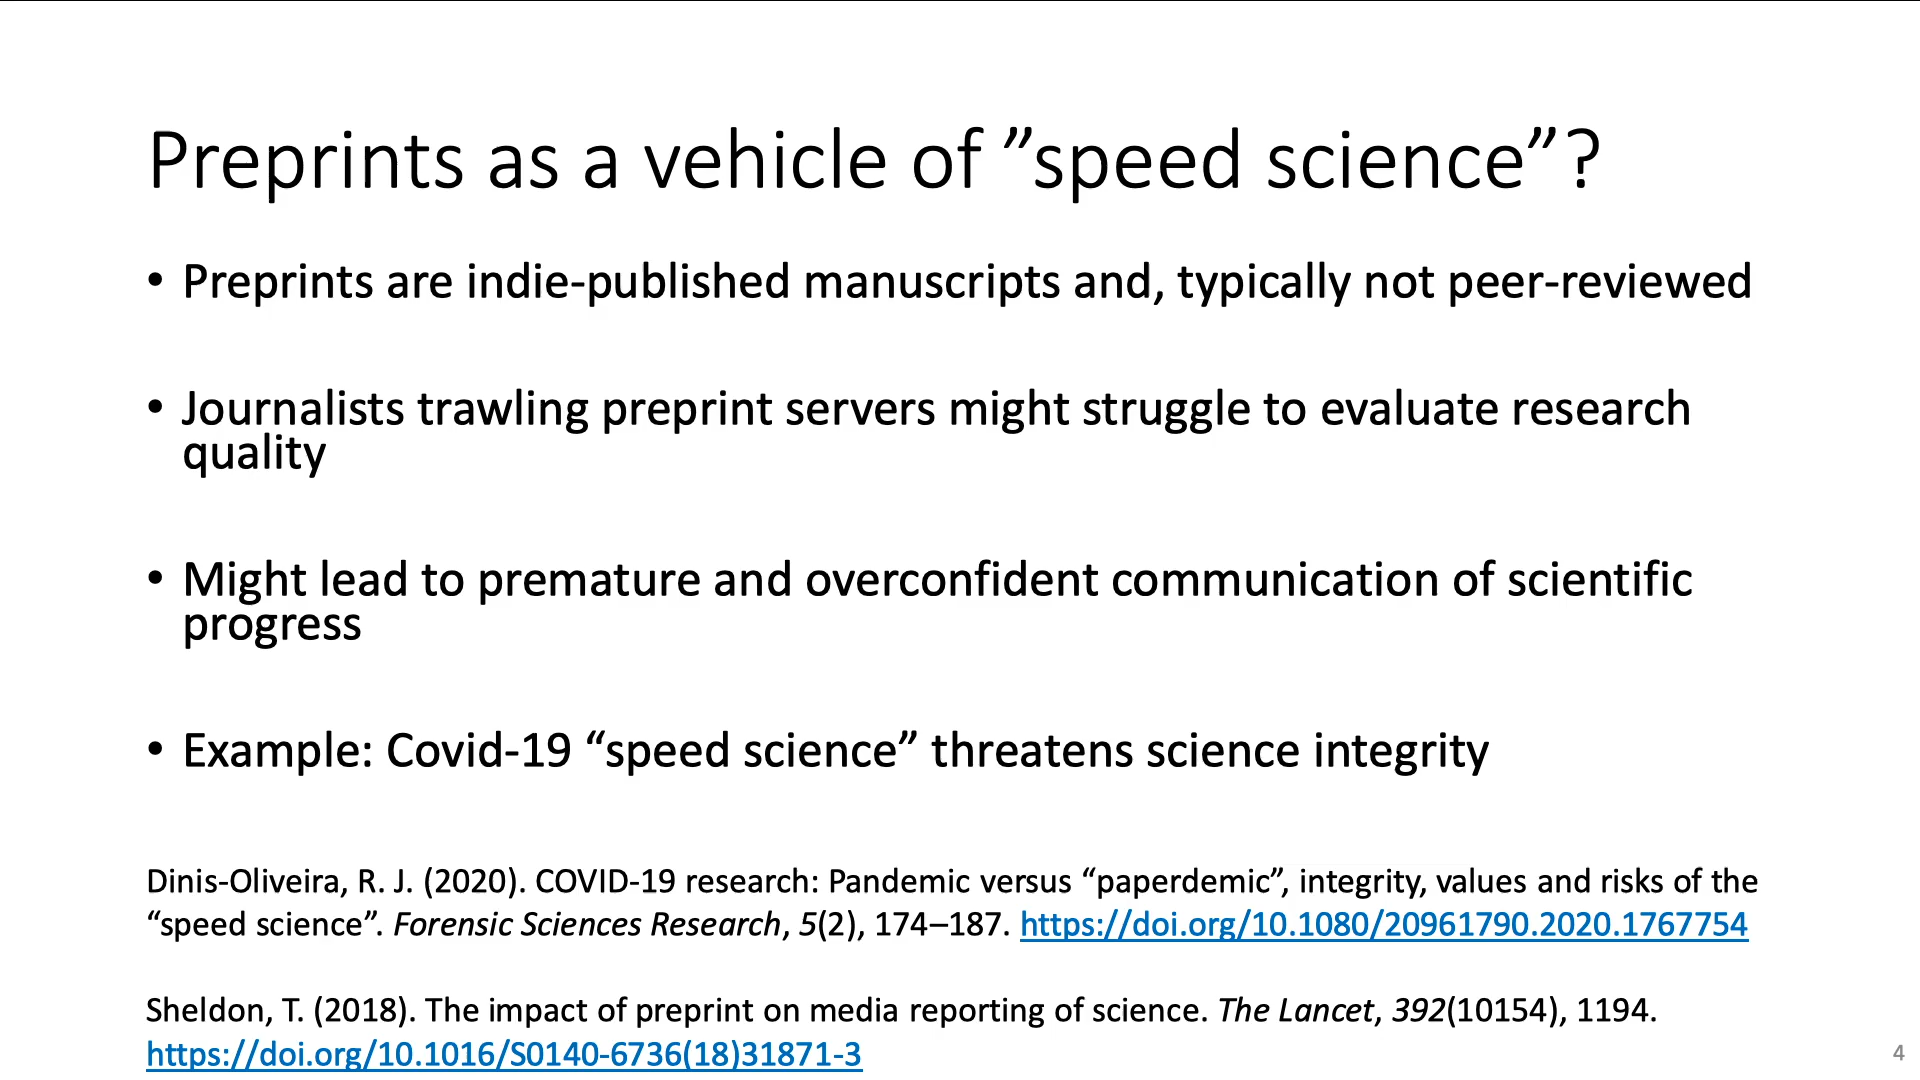 Preprints as a vehicle of ”speed science”?
• Preprints are indie-published manuscripts and, typically not peer-reviewed
• Journalists trawling preprint servers might struggle to evaluate research
quality
• Might lead to premature and overconfident communication of scientific
progress
• Example: Covid-19 “speed science” threatens science integrity
Dinis-Oliveira, R. J. (2020). COVID-19 research: Pandemic versus “paperdemic”, integrity, values and risks of the
“speed science”. Forensic Sciences Research, 5(2), 174–187. https://doi.org/10.1080/20961790.2020.1767754
Sheldon, T. (2018). The impact of preprint on media reporting of science. The Lancet, 392(10154), 1194.
https://doi.org/10.1016/S0140-6736(18)31871-3
4